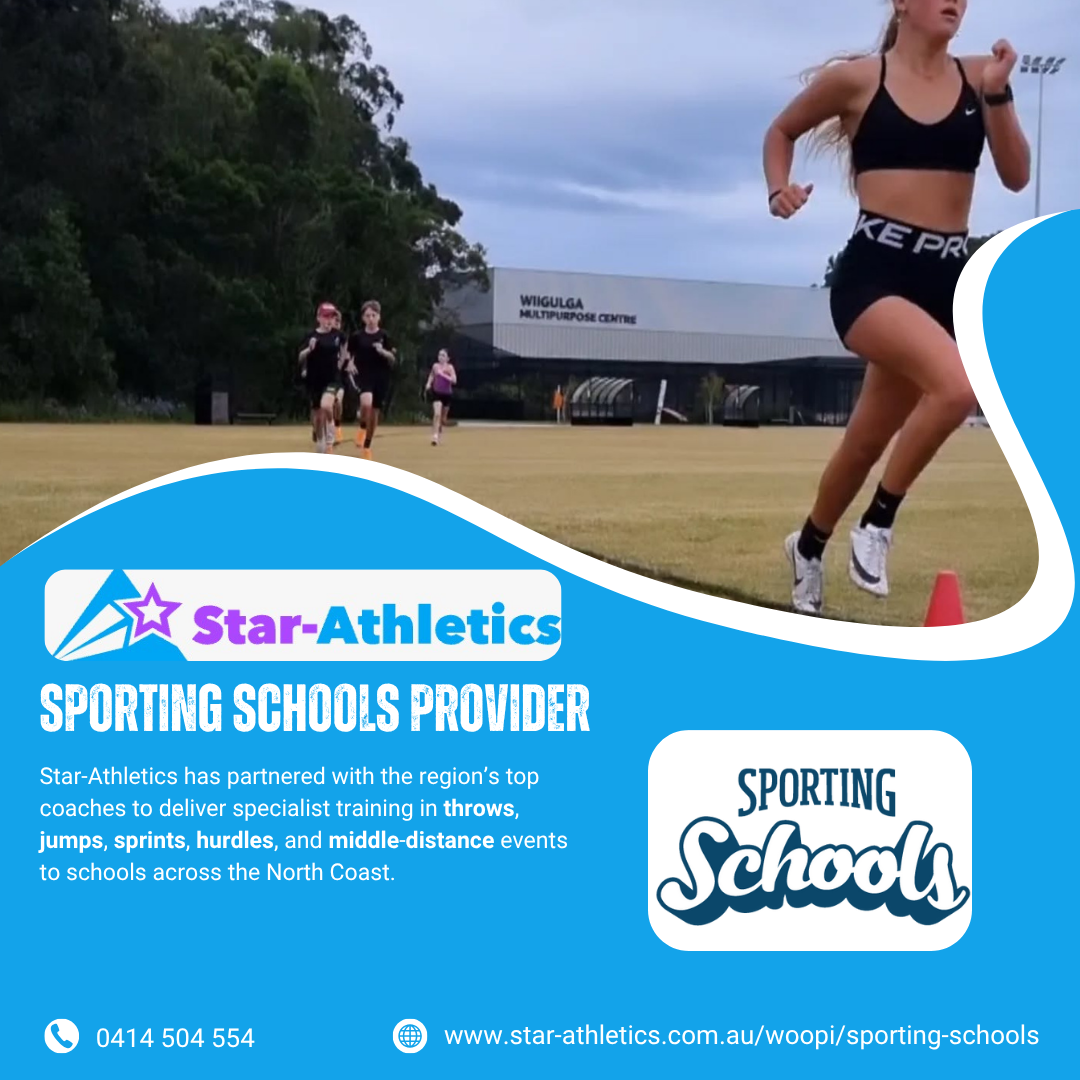 WIIGULGA
MULTIPURPOSE CENTRE
KE PR
Star-Athletics
SPORTING SCHOOLS PROVIDER
Star-Athletics has partnered with the region’s top
coaches to deliver specialist training in throws,
jumps, sprints, hurdles, and middle-distance events
to schools across the North Coast.
SPORTING
Schools
0414 504 554
www.star-athletics.com.au/woopi/sporting-schools